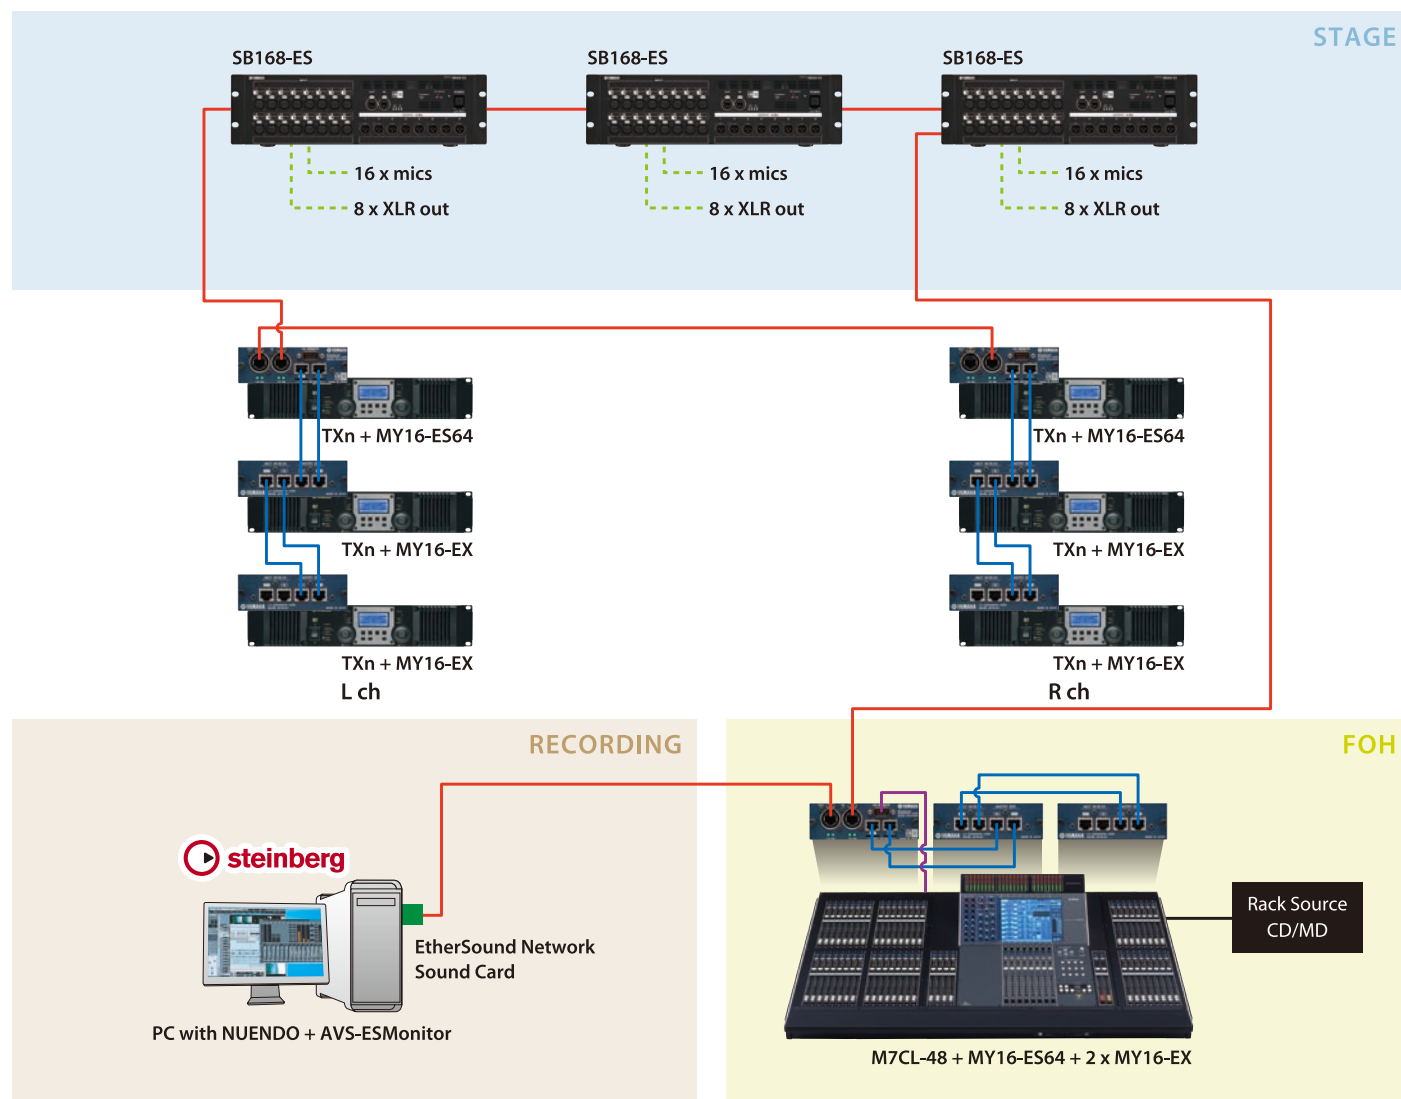 STAGE
SB168-ES
SB168-ES
SB168-ES
16 x mics
16 x mics
16 x mics
8 x XLR out
8 x XLR out
8 x XLR out
TXn + MY16-ES64
TXn + MY16-ES64
TXn + MY16-EX
TXn + MY16-EX
TXn + MY16-EX
TXn + MY16-EX
L ch
R ch
RECORDING
FOH
steinberg
Rack Source
CD/MD
EtherSound Network
Sound Card
PC with NUENDO + AVS-ESMonitor
M7CL-48 + MY16-ES64 + 2 x MY16-EX